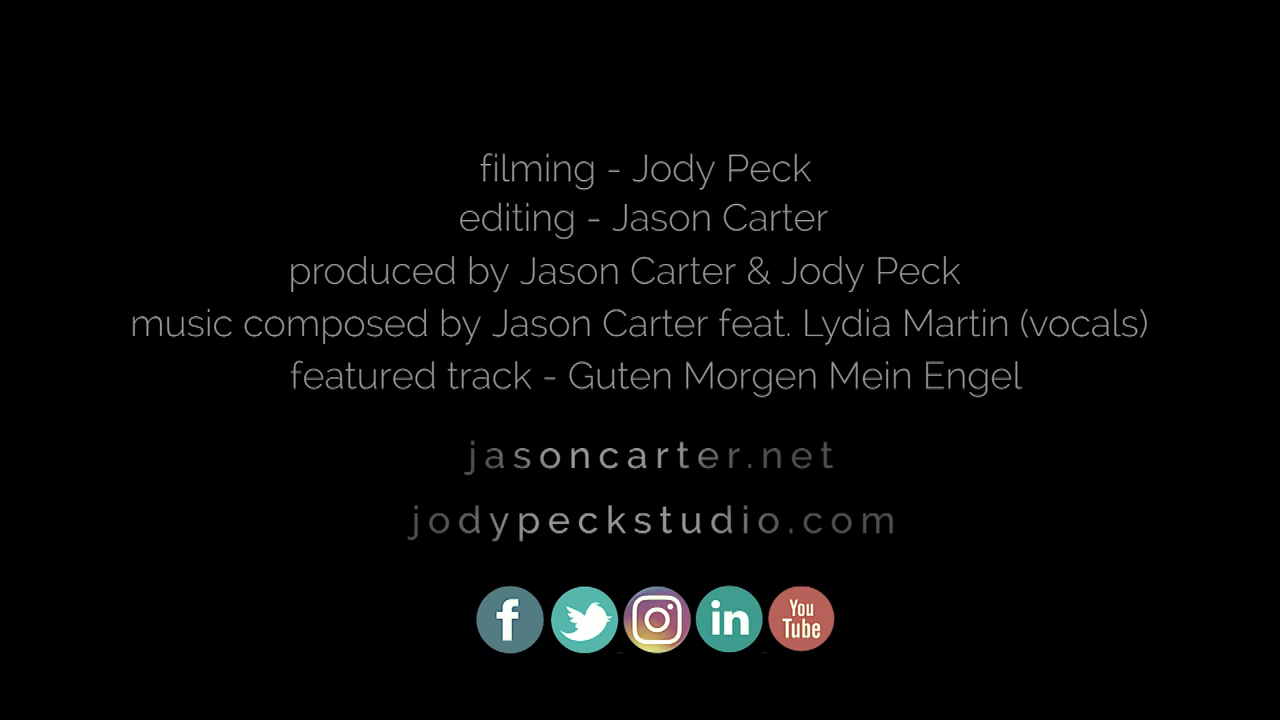 filming - Jody Peck
editing - Jason Carter
produced by Jason Carter & Jody Peck
music composed by Jason Carter feat. Lydia Martin (vocals)
featured track - Guten Morgen Mein Engel
jasoncarter.net
jodypeckstudio.com
f in You Tube